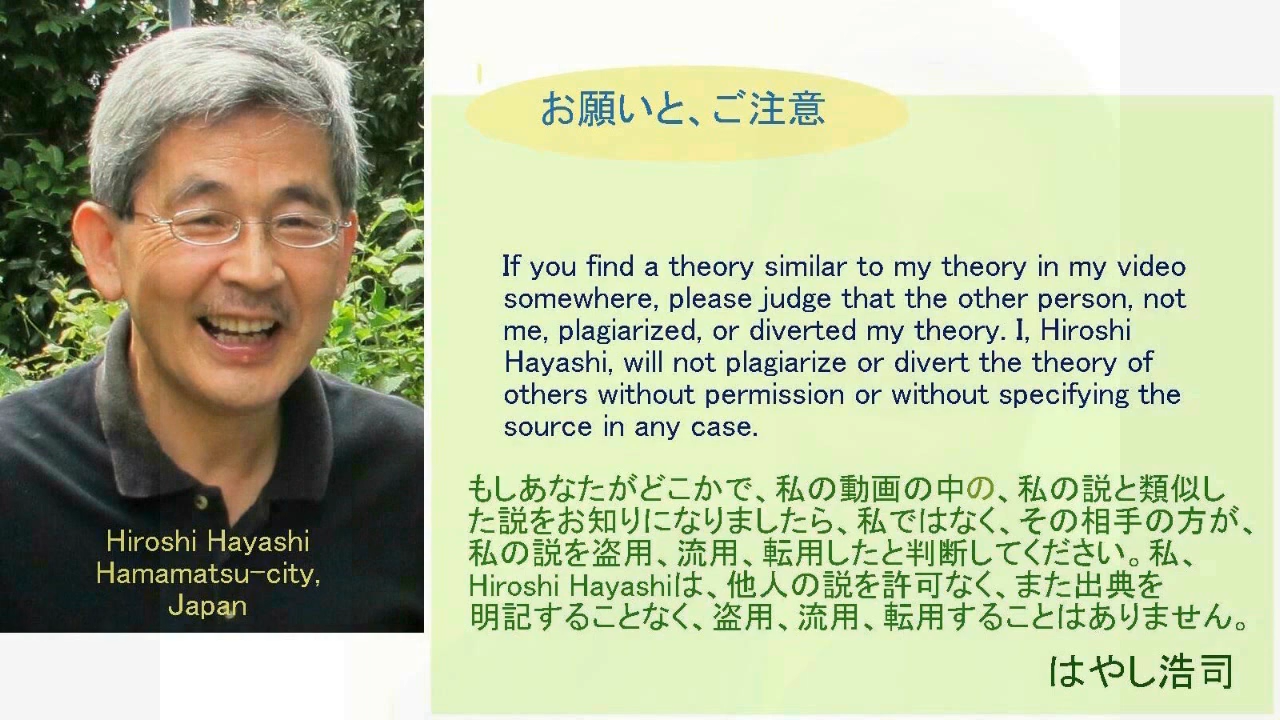 お願いと、ご注意
If you find a theory similar to my theory in my video
somewhere, please judge that the other person, not
me, plagiarized, or diverted my theory. I, Hiroshi
Hayashi, will not plagiarize or divert the theory of
others without permission or without specifying the
source in any case.
もしあなたがどこかで、私の動画の中の、私の説と類似し
た説をお知りになりましたら、私ではなく、その相手の方が、
私の説を盗用、流用、転用したと判断してください。私、
Hiroshi Hayashiは、他人の説を許可なく、また出典を
明記することなく、盗用、流用、転用することはありません。
はやし浩司
Hiroshi Hayashi
Hamamatsu-city,
Japan